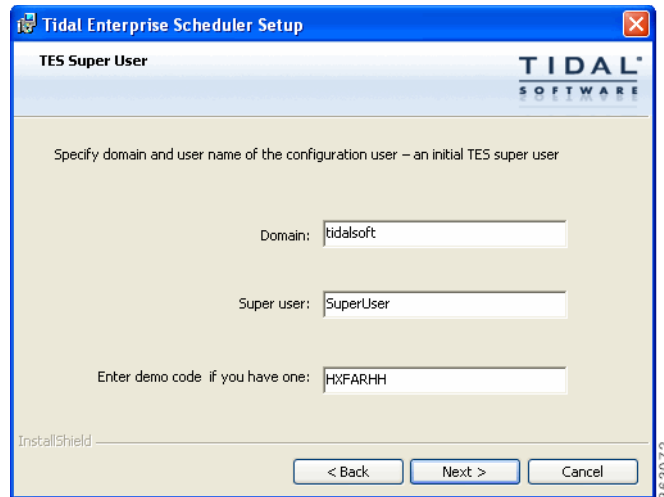 Tidal Enterprise Scheduler Setup
TES Super User
TIDAL
SOFTWARE
Specify domain and user name of the configuration user – an initial TES super user
Domain: tidalsoft
Super user: SuperUser
Enter demo code if you have one: HXFARHH
InstallShield
< Back Next > Cancel